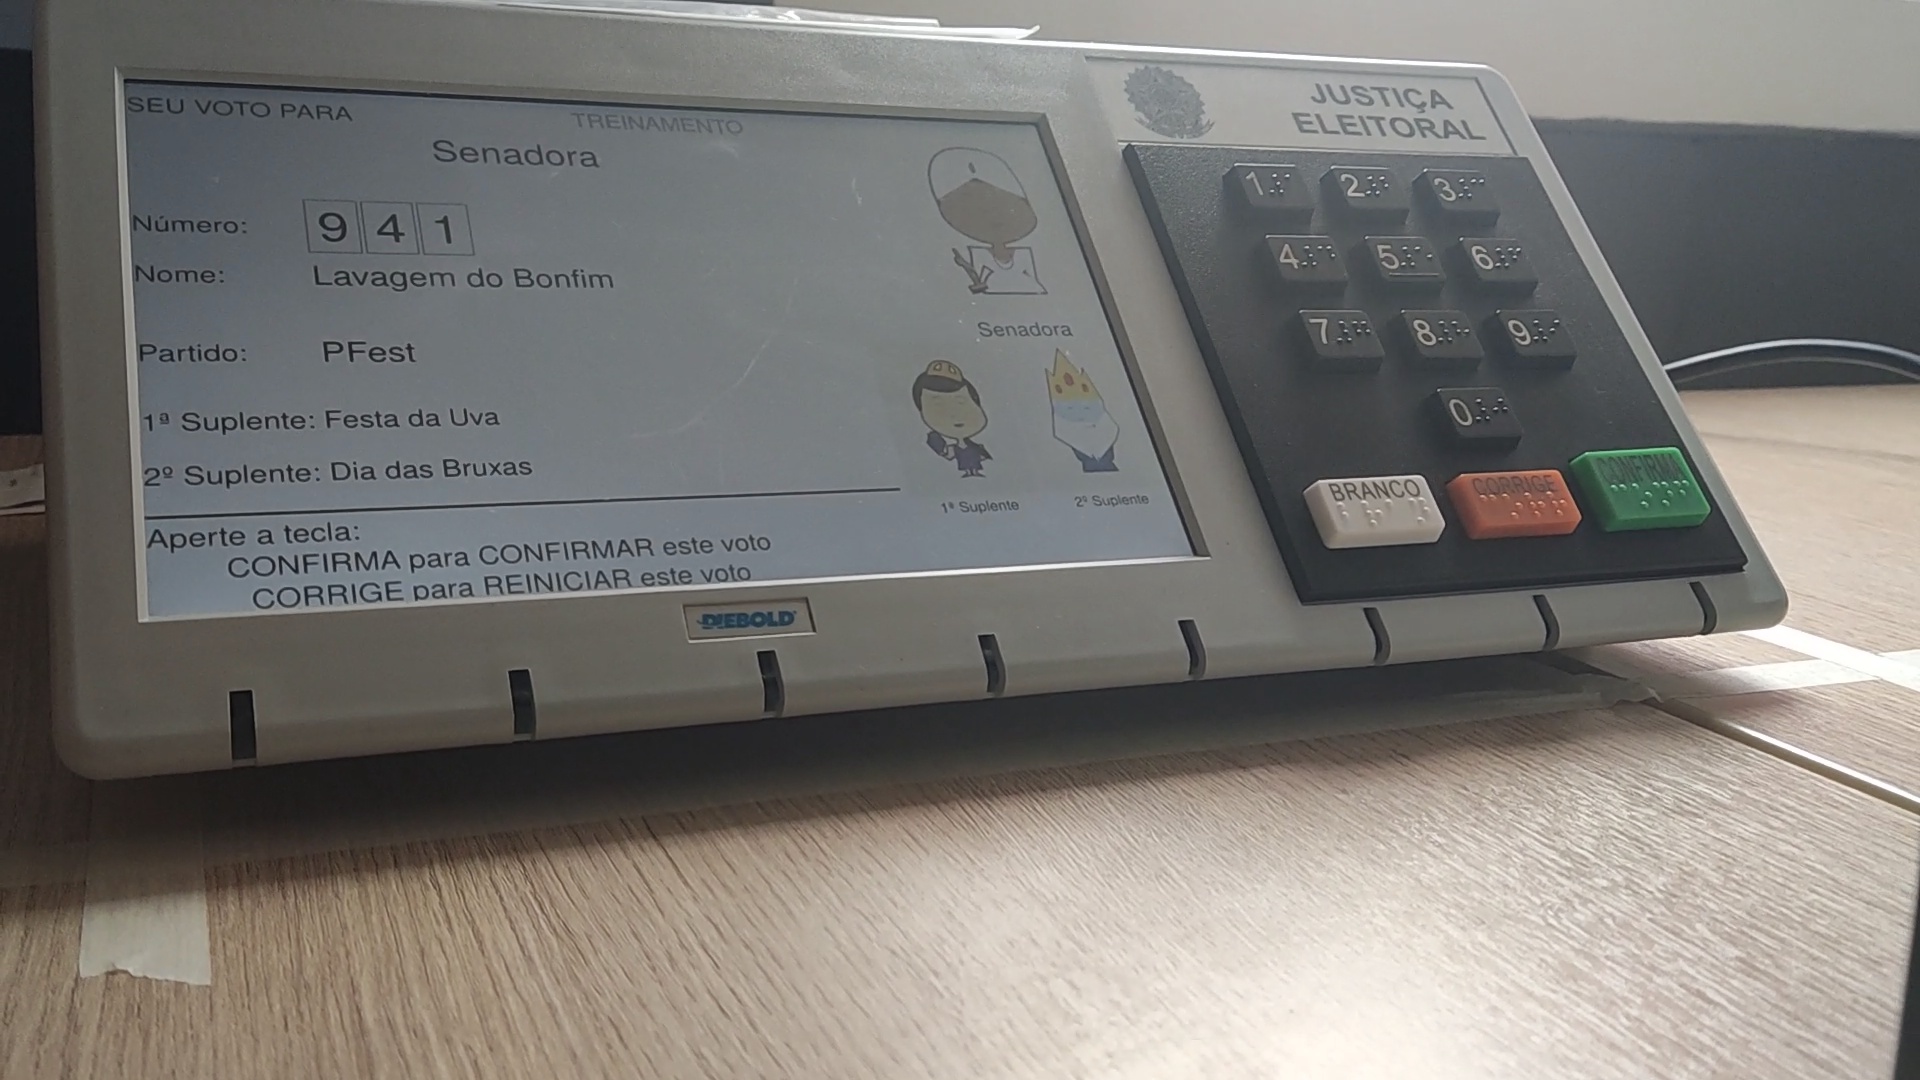 SEU VOTO PARA
TREINAMENTO
Senadora
Número: 9 4 1
Nome: Lavagem do Bonfim
Partido: PFest
1ª Suplente: Festa da Uva
2º Suplente: Dia das Bruxas
Senadora
1ª Suplente
2º Suplente
Aperte a tecla:
CONFIRMA para CONFIRMAR este voto
CORRIGE para REINICIAR este voto
DIEBOLD
JUSTIÇA
ELEITORAL
1 2 3
4 5 6
7 8 9
0
BRANCO CORRIGE CONFIRMA